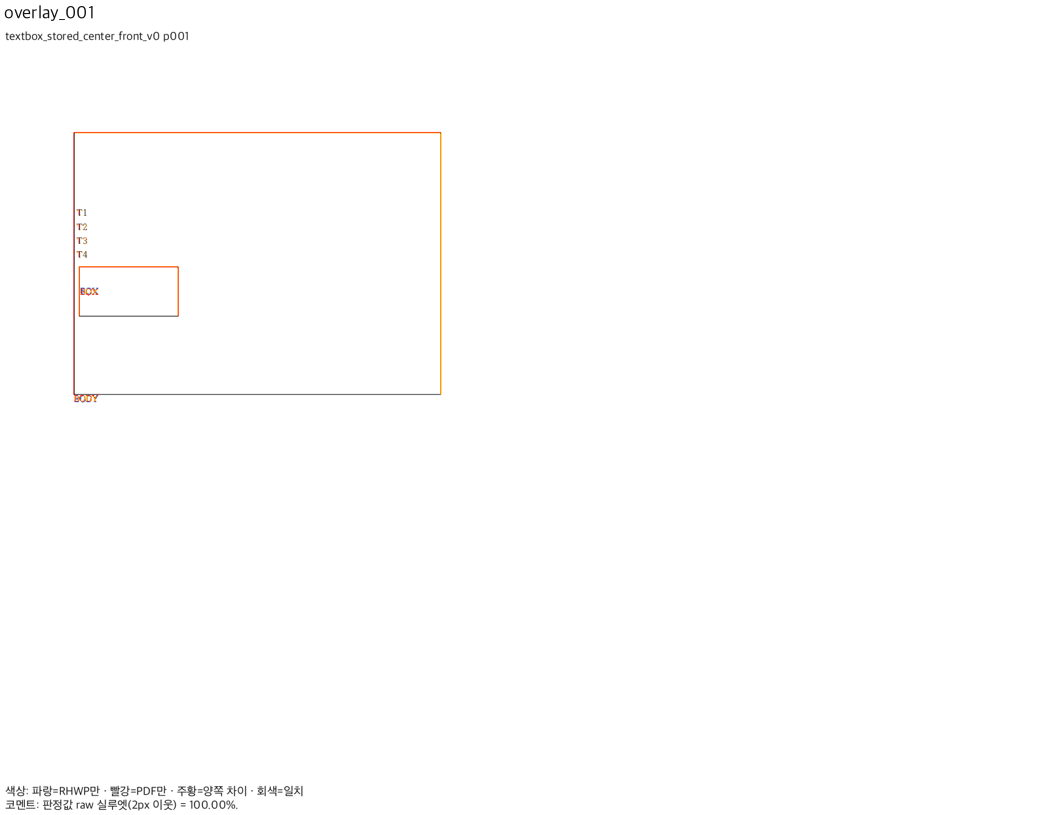 overlay_001
textbox_stored_center_front_v0 p001
T1
T2
T3
T4
BOX
BODY
색상: 파랑=RHWP만 · 빨강=PDF만 · 주황=양쪽 차이 · 회색=일치
코멘트: 판정값 raw 실루엣(2px 이웃) = 100.00%.